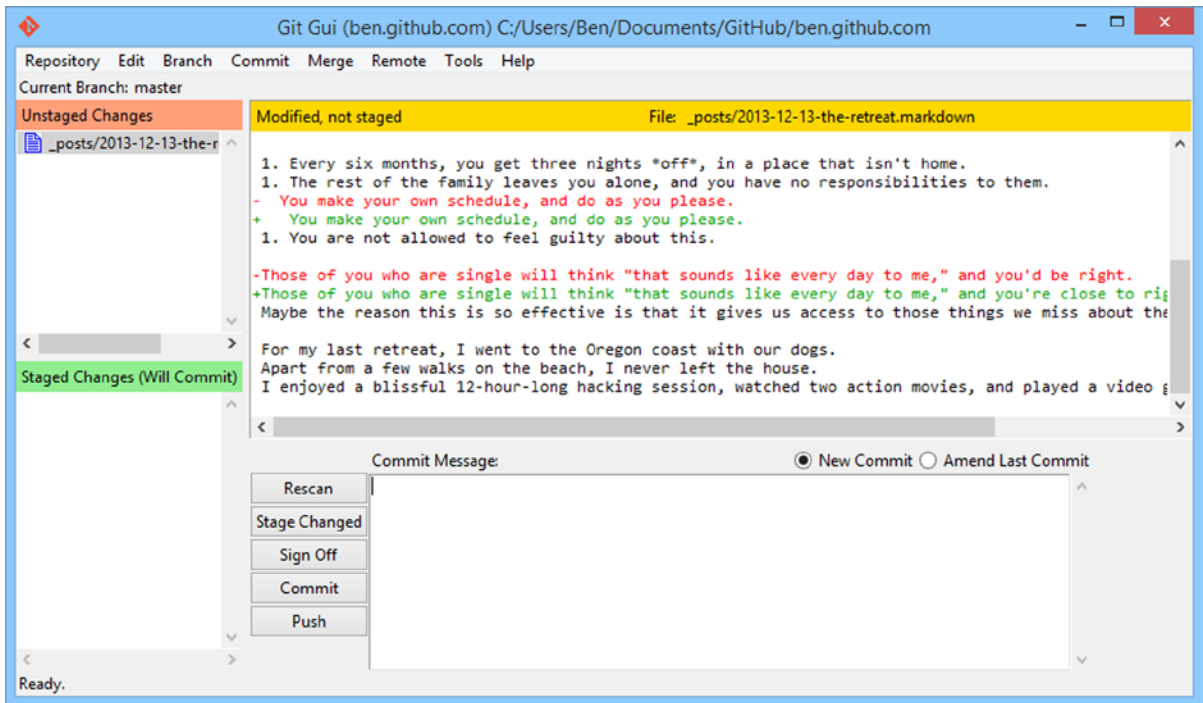 Git Gui (ben.github.com) C:/Users/Ben/Documents/GitHub/ben.github.com
Repository Edit Branch Commit Merge Remote Tools Help
Current Branch: master
Unstaged Changes
_posts/2013-12-13-the-r
Modified, not staged File: _posts/2013-12-13-the-retreat.markdown
1. Every six months, you get three nights *off*, in a place that isn't home.
1. The rest of the family leaves you alone, and you have no responsibilities to them.
-  You make your own schedule, and do as you please.
+   You make your own schedule, and do as you please.
1. You are not allowed to feel guilty about this.
-Those of you who are single will think "that sounds like every day to me," and you'd be right.
+Those of you who are single will think "that sounds like every day to me," and you're close to rig
Maybe the reason this is so effective is that it gives us access to those things we miss about the
For my last retreat, I went to the Oregon coast with our dogs.
Apart from a few walks on the beach, I never left the house.
I enjoyed a blissful 12-hour-long hacking session, watched two action movies, and played a video g
Staged Changes (Will Commit)
Commit Message: New Commit Amend Last Commit
Rescan
Stage Changed
Sign Off
Commit
Push
Ready.